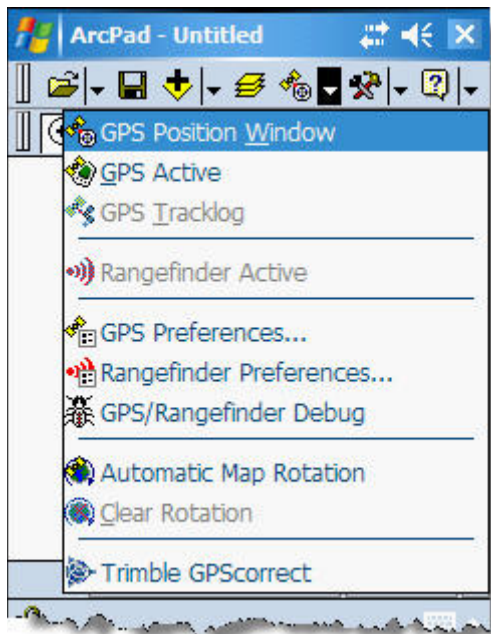 ArcPad - Untitled
GPS Position Window
GPS Active
GPS Tracklog
Rangefinder Active
GPS Preferences...
Rangefinder Preferences...
GPS/Rangefinder Debug
Automatic Map Rotation
Clear Rotation
Trimble GPScorrect